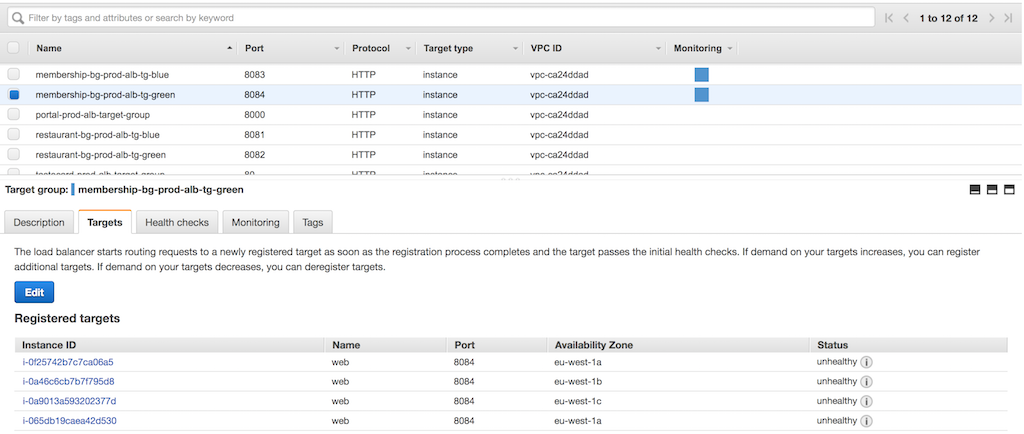 Filter by tags and attributes or search by keyword
1 to 12 of 12
Name Port Protocol Target type VPC ID Monitoring
membership-bg-prod-alb-tg-blue 8083 HTTP instance vpc-ca24ddad
membership-bg-prod-alb-tg-green 8084 HTTP instance vpc-ca24ddad
portal-prod-alb-target-group 8000 HTTP instance vpc-ca24ddad
restaurant-bg-prod-alb-tg-blue 8081 HTTP instance vpc-ca24ddad
restaurant-bg-prod-alb-tg-green 8082 HTTP instance vpc-ca24ddad
80 HTTP instance vpc-ca24ddad
Target group: membership-bg-prod-alb-tg-green
Description Targets Health checks Monitoring Tags
The load balancer starts routing requests to a newly registered target as soon as the registration process completes and the target passes the initial health checks. If demand on your targets increases, you can register
additional targets. If demand on your targets decreases, you can deregister targets.
Edit
Registered targets
Instance ID Name Port Availability Zone Status
i-0f25742b7c7ca06a5 web 8084 eu-west-1a unhealthy
i-0a46c6cb7b7f795d8 web 8084 eu-west-1b unhealthy
i-0a9013a593202377d web 8084 eu-west-1c unhealthy
i-065db19caea42d530 web 8084 eu-west-1a unhealthy